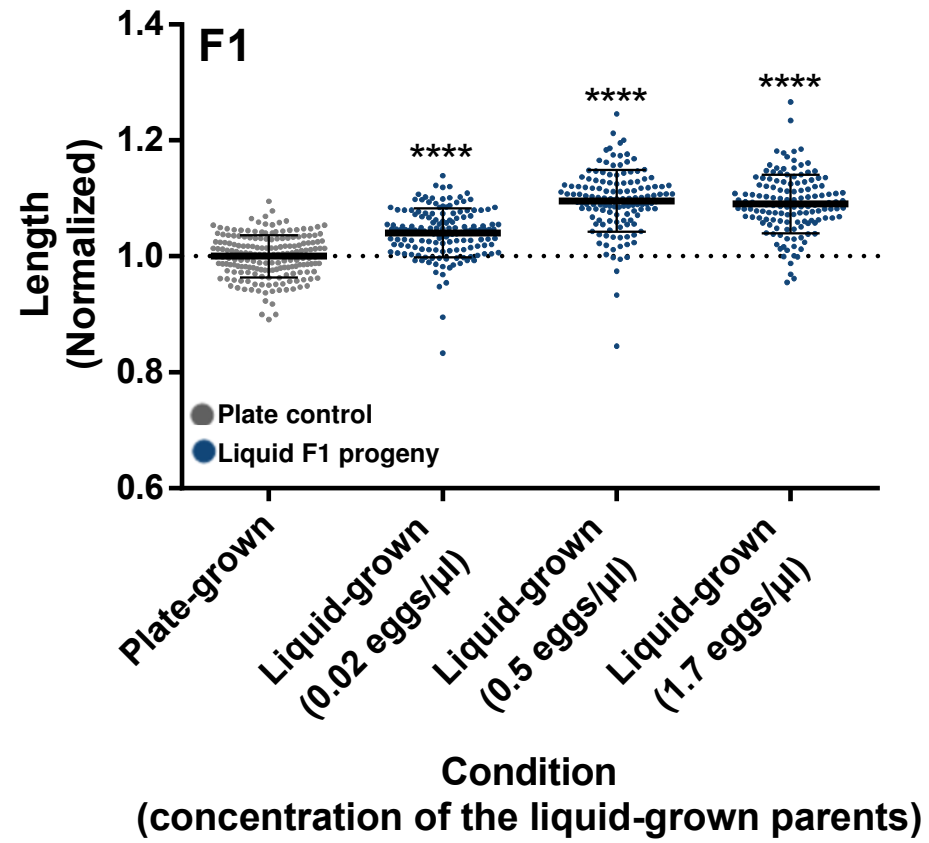 F1
1.4
1.2
1.0
0.8
0.6
Length
(Normalized)
****
****
****
Plate control
Liquid F1 progeny
Plate-grown
Liquid-grown
(0.02 eggs/µl)
Liquid-grown
(0.5 eggs/µl)
Liquid-grown
(1.7 eggs/µl)
Condition
(concentration of the liquid-grown parents)